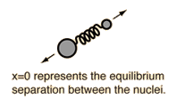 x=0 represents the equilibrium
separation between the nuclei.